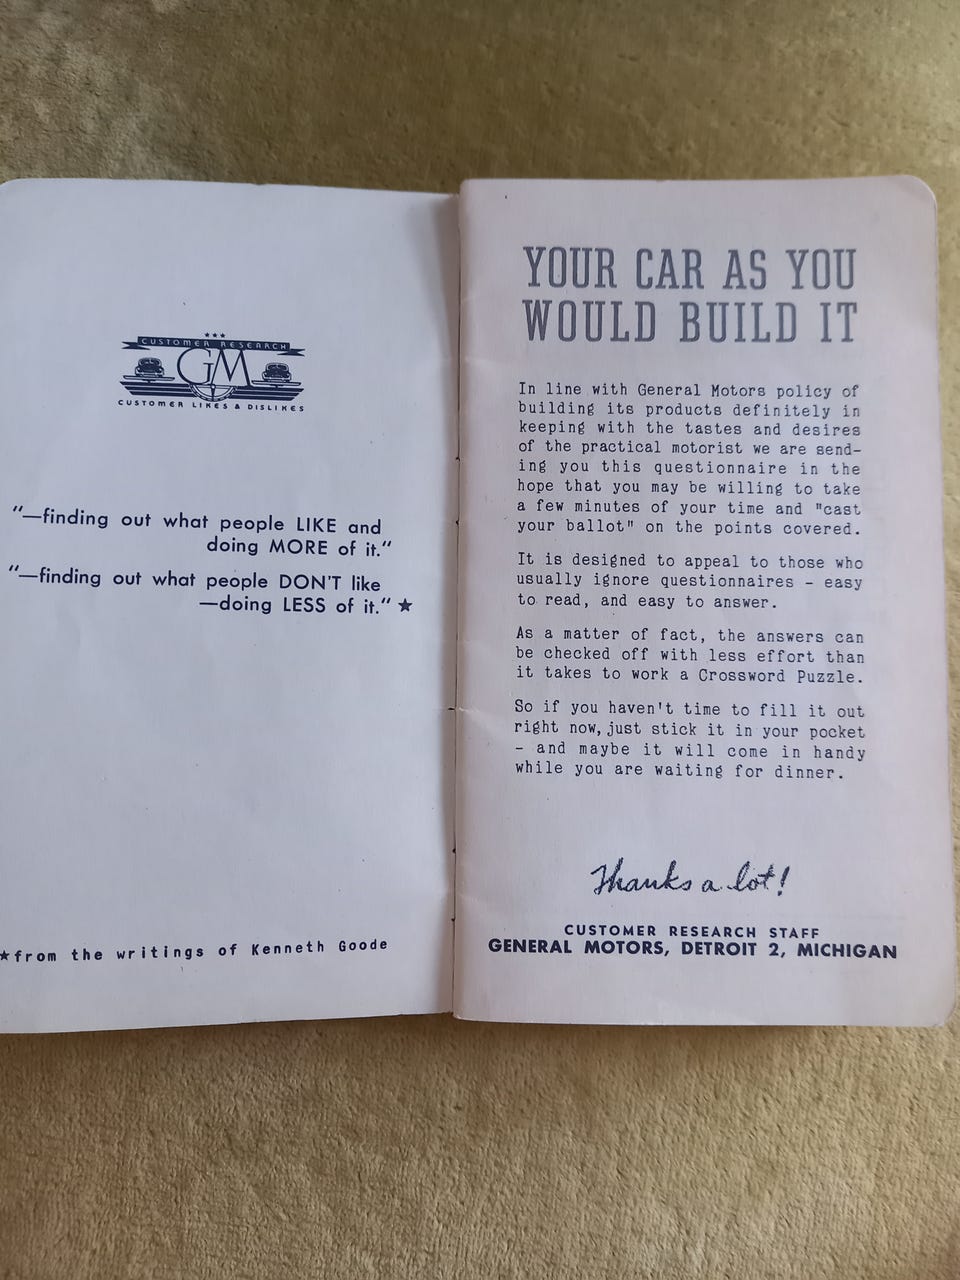 ★ ★ ★
CUSTOMER RESEARCH
GM
CUSTOMER LIKES & DISLIKES
"—finding out what people LIKE and
doing MORE of it."
"—finding out what people DON'T like
—doing LESS of it." ★
★from the writings of Kenneth Goode
YOUR CAR AS YOU
WOULD BUILD IT
In line with General Motors policy of
building its products definitely in
keeping with the tastes and desires
of the practical motorist we are send-
ing you this questionnaire in the
hope that you may be willing to take
a few minutes of your time and "cast
your ballot" on the points covered.
It is designed to appeal to those who
usually ignore questionnaires - easy
to read, and easy to answer.
As a matter of fact, the answers can
be checked off with less effort than
it takes to work a Crossword Puzzle.
So if you haven't time to fill it out
right now, just stick it in your pocket
- and maybe it will come in handy
while you are waiting for dinner.
Thanks a lot!
CUSTOMER RESEARCH STAFF
GENERAL MOTORS, DETROIT 2, MICHIGAN